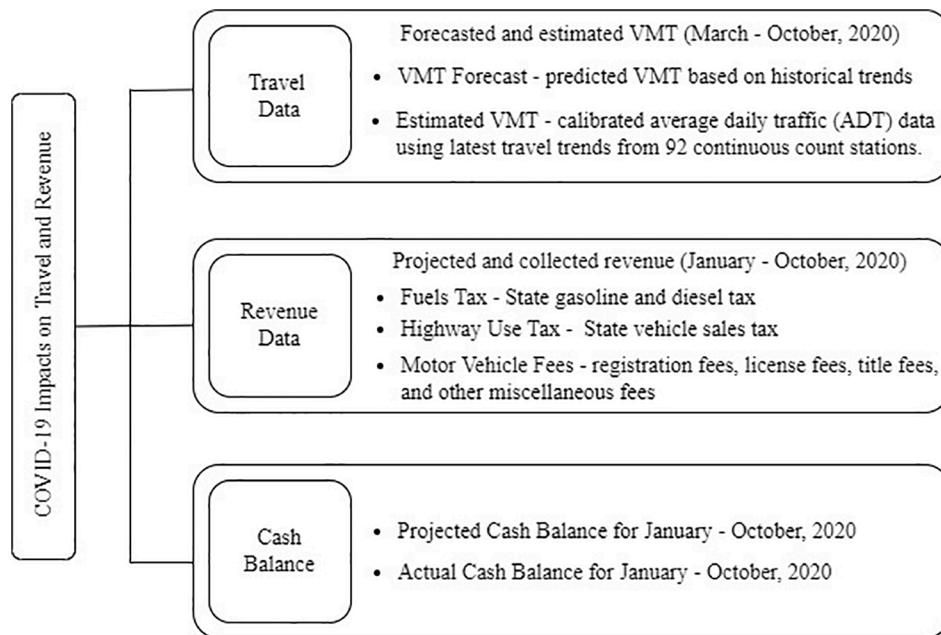 COVID-19 Impacts on Travel and Revenue
Travel
Data
Forecasted and estimated VMT (March - October, 2020)
• VMT Forecast - predicted VMT based on historical trends
• Estimated VMT - calibrated average daily traffic (ADT) data
using latest travel trends from 92 continuous count stations.
Revenue
Data
Projected and collected revenue (January - October, 2020)
• Fuels Tax - State gasoline and diesel tax
• Highway Use Tax - State vehicle sales tax
• Motor Vehicle Fees - registration fees, license fees, title fees,
and other miscellaneous fees
Cash
Balance
• Projected Cash Balance for January - October, 2020
• Actual Cash Balance for January - October, 2020